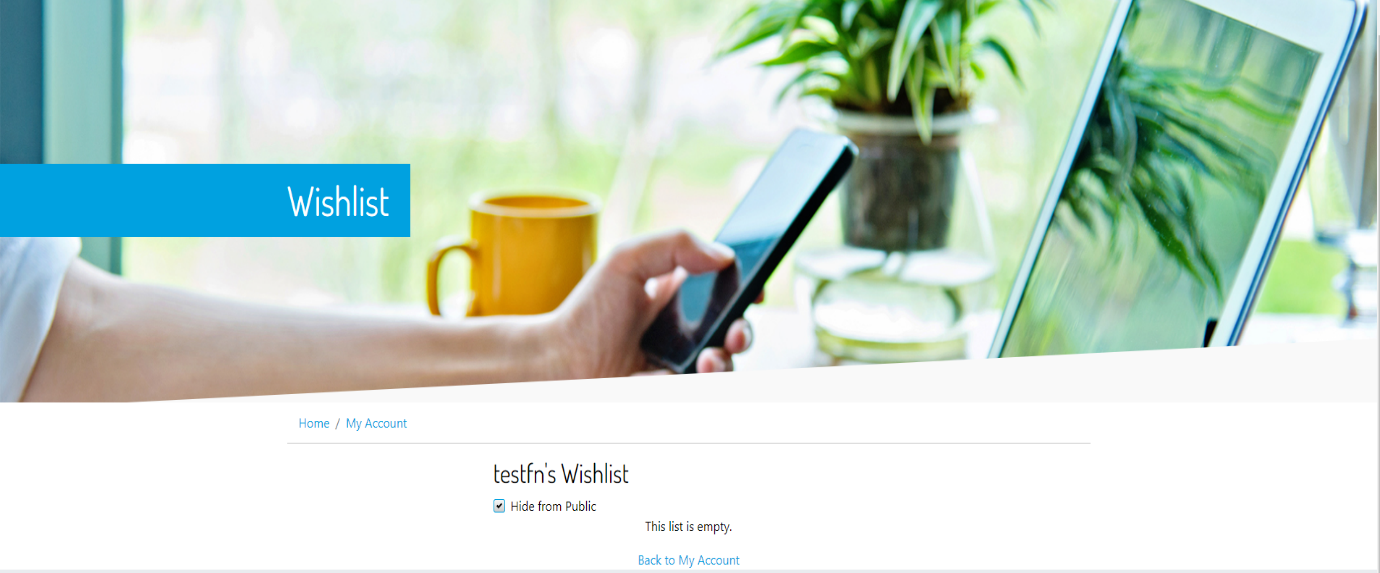 Wishlist
Home / My Account
testfn's Wishlist
Hide from Public
This list is empty.
Back to My Account